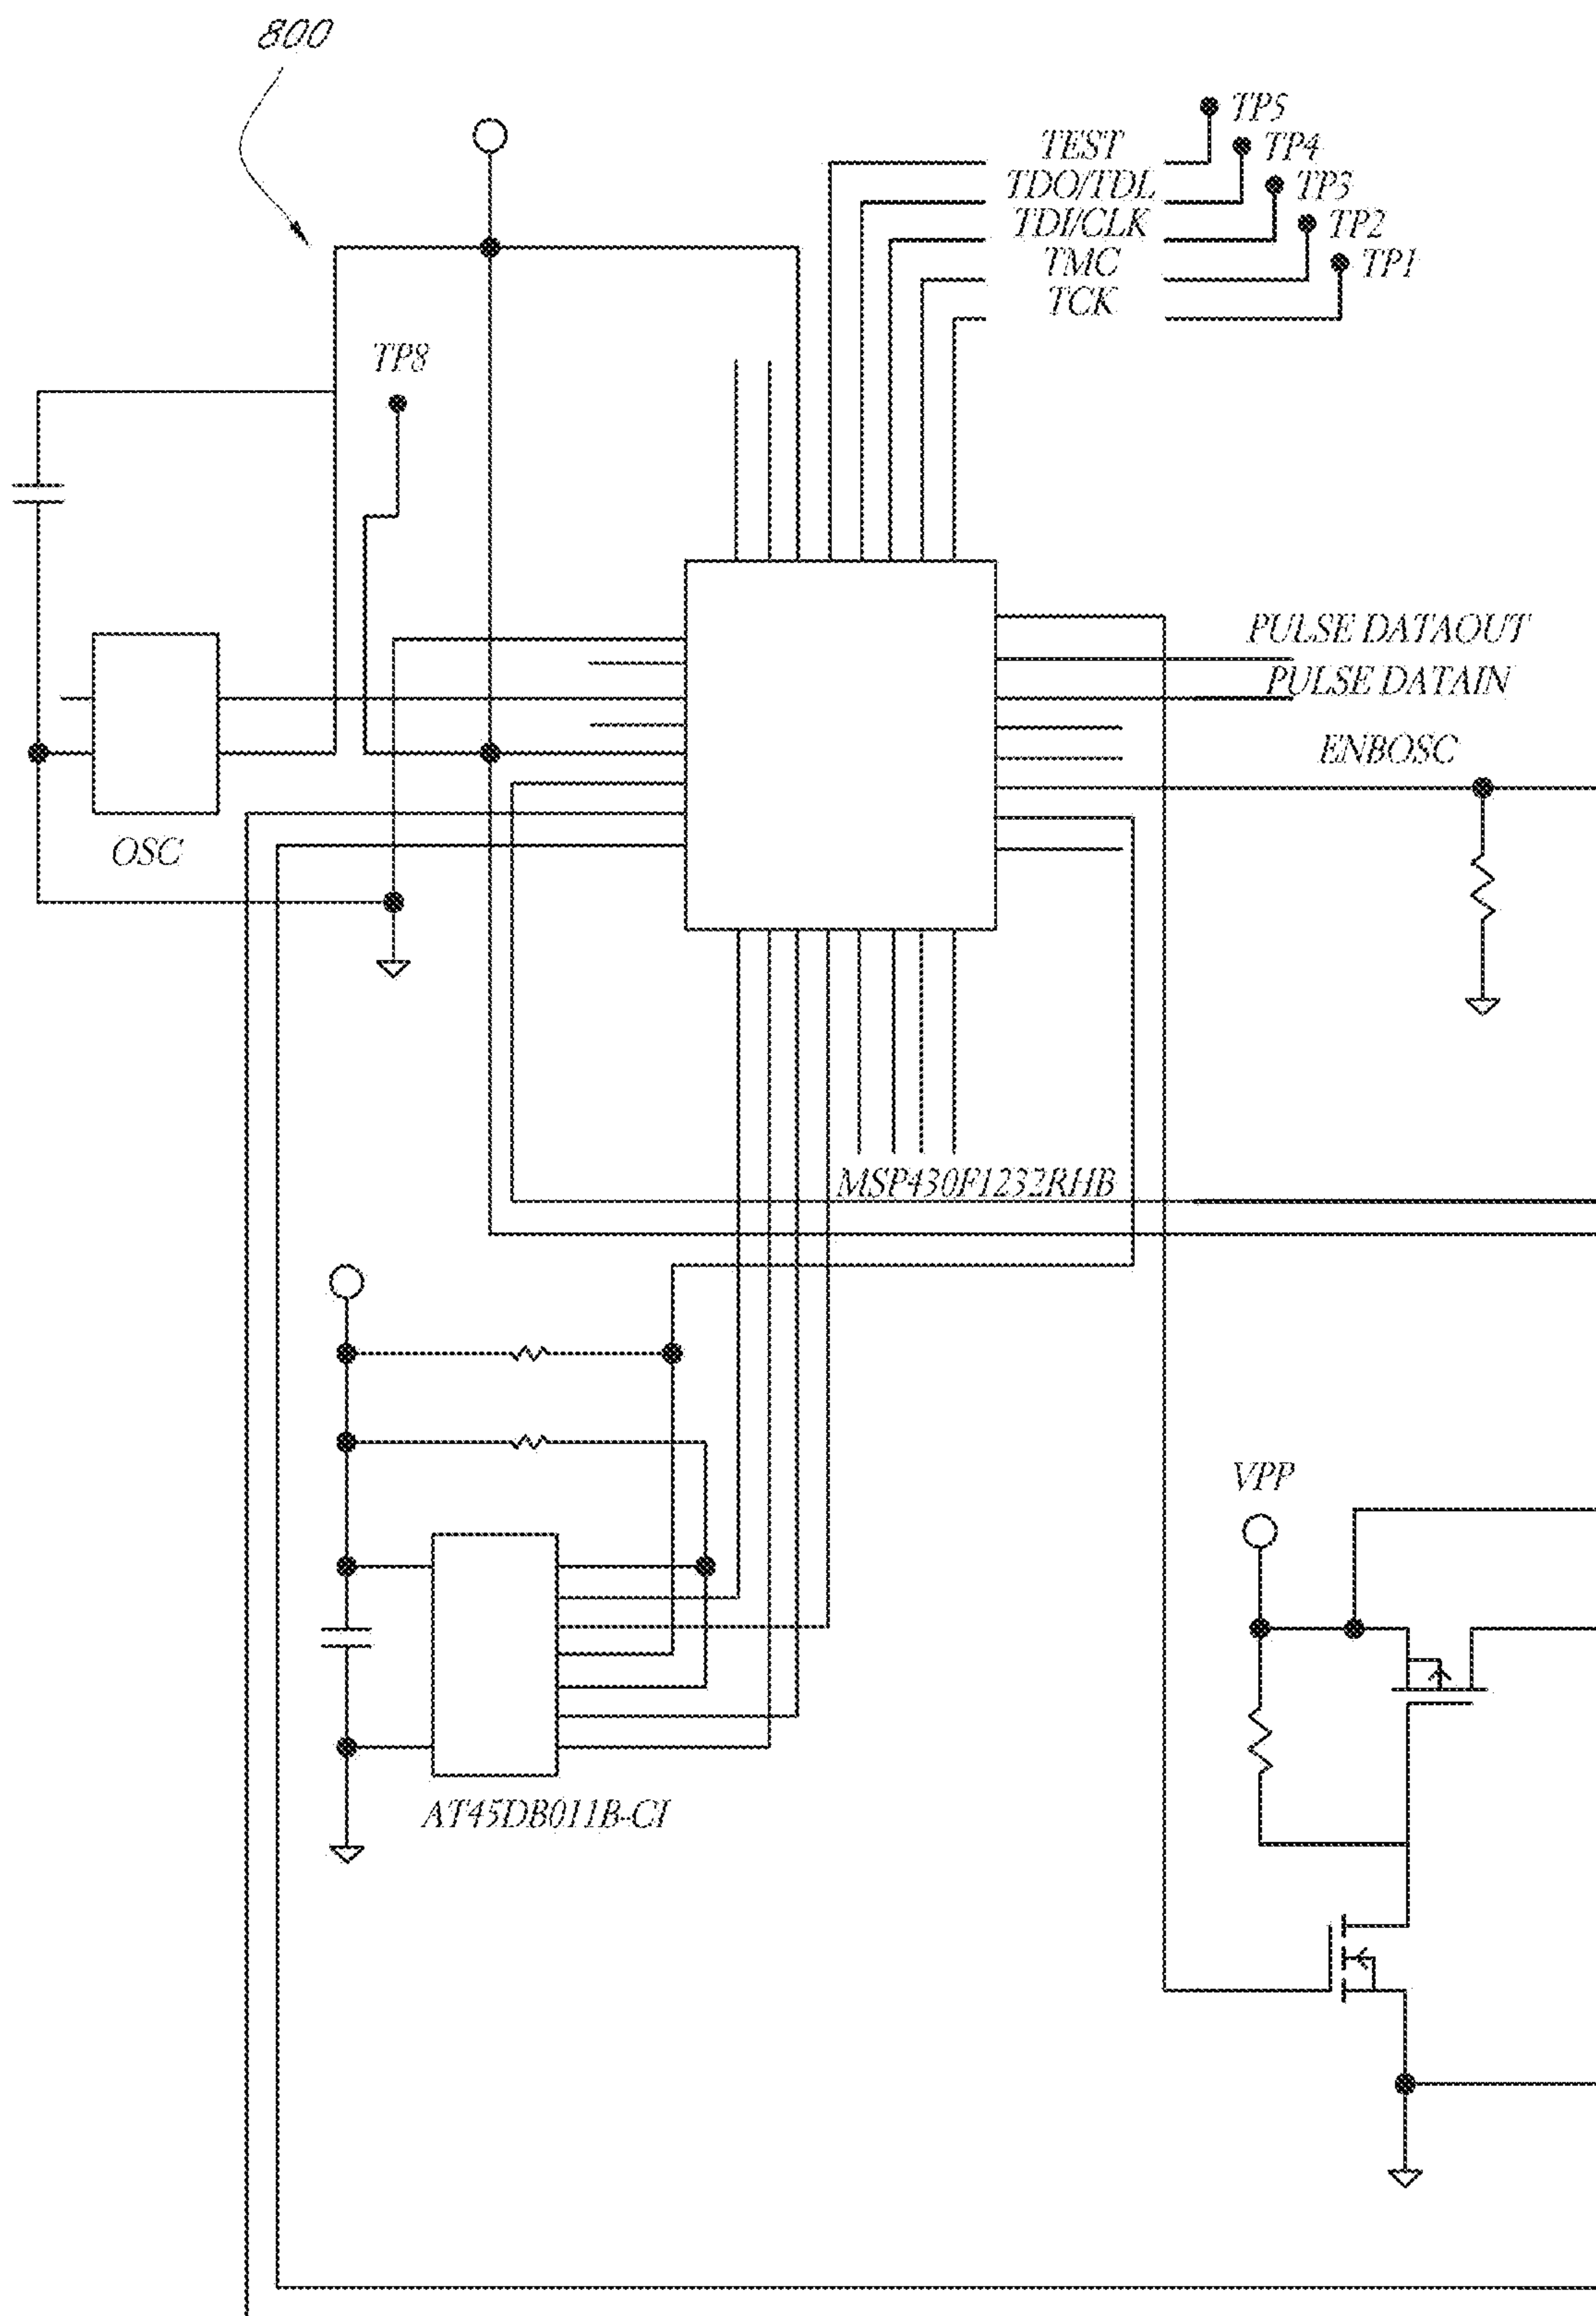 800
TP5
TEST
TP4
TDO/TDL
TP3
TDI/CLK
TP2
TMC
TP1
TCK
TP8
PULSE DATAOUT
PULSE DATAIN
ENBOSC
OSC
MSP430F1232RHB
VPP
AT45DB011B-CI